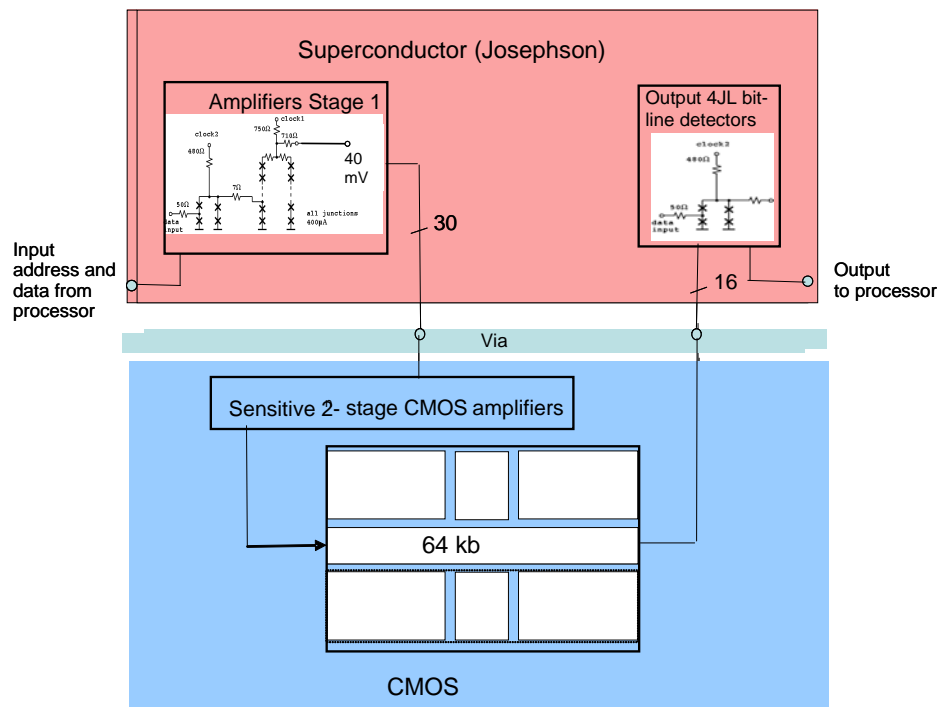 Superconductor (Josephson)
Amplifiers Stage 1
clock1
750Ω
710Ω
clock2
480Ω
40
mV
7Ω
50Ω
data
input
all junctions
400μA
Output 4JL bit-
line detectors
clock2
480Ω
50Ω
data
input
30
16
Input
address and
data from
processor
Output
to processor
Via
Sensitive 2- stage CMOS amplifiers
64 kb
CMOS